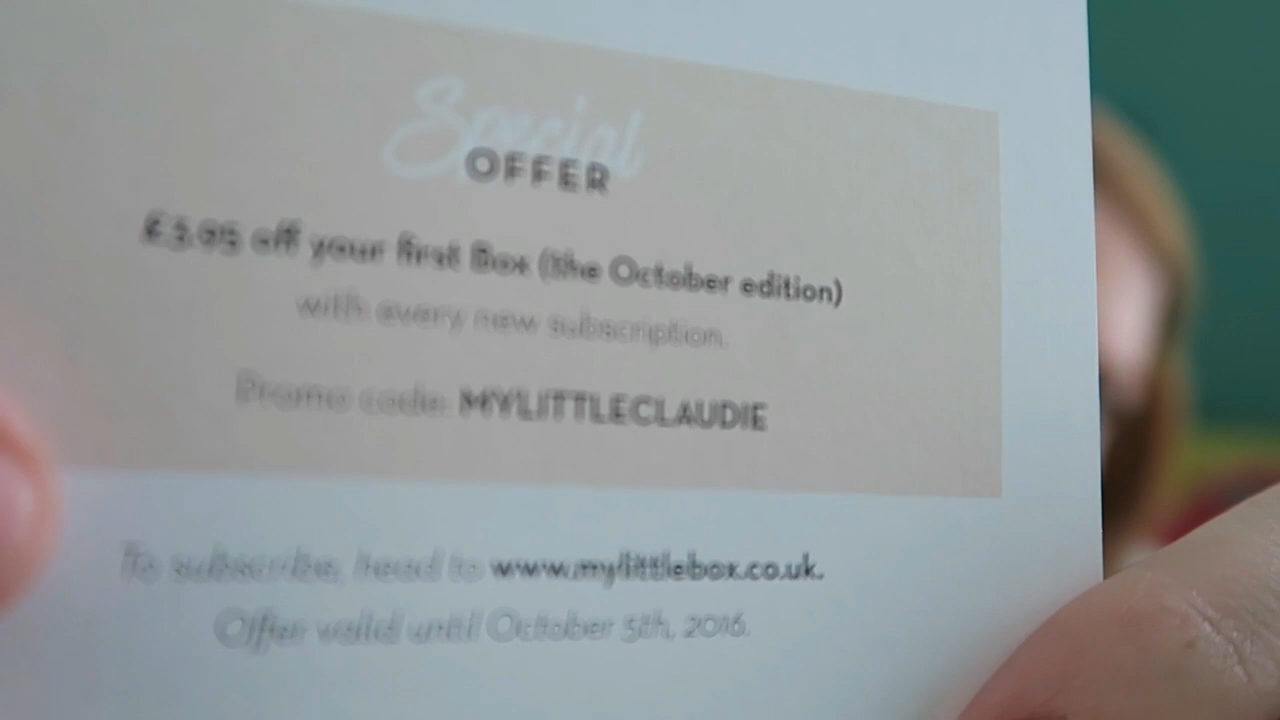 Special
OFFER
£3.95 off your first Box (the October edition)
with every new subscription.
Promo code: MYLITTLECLAUDIE
To subscribe, head to www.mylittlebox.co.uk.
Offer valid until October 5th, 2016.